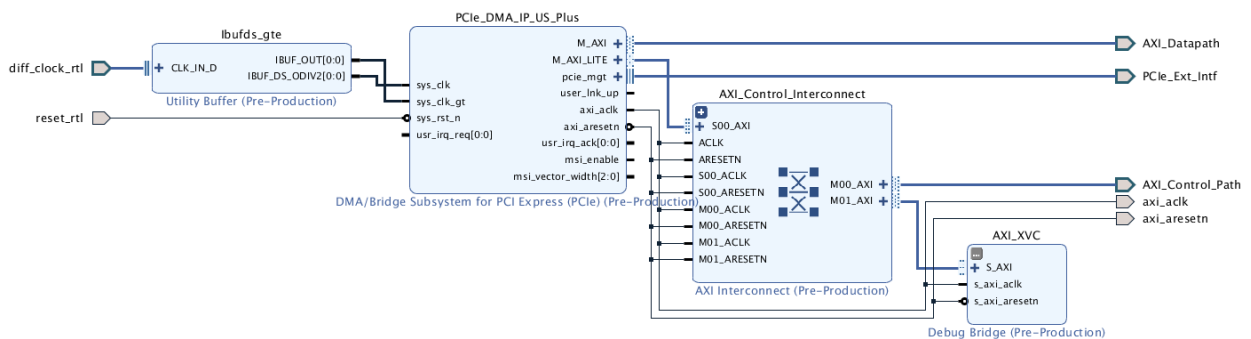 PCIe_DMA_IP_US_Plus
Ibufds_gte
M_AXI
AXI_Datapath
M_AXI_LITE
diff_clock_rtl
CLK_IN_D
IBUF_OUT[0:0]
IBUF_DS_ODIV2[0:0]
pcie_mgt
PCIe_Ext_Intf
sys_clk
user_lnk_up
AXI_Control_Interconnect
Utility Buffer (Pre-Production)
sys_clk_gt
axi_aclk
reset_rtl
sys_rst_n
axi_aresetn
S00_AXI
usr_irq_req[0:0]
usr_irq_ack[0:0]
ACLK
msi_enable
ARESETN
msi_vector_width[2:0]
S00_ACLK
S00_ARESETN
M00_AXI
AXI_Control_Path
DMA/Bridge Subsystem for PCI Express (PCIe) (Pre-Production)
M01_AXI
axi_aclk
M00_ACLK
axi_aresetn
M00_ARESETN
M01_ACLK
AXI_XVC
M01_ARESETN
S_AXI
s_axi_aclk
AXI Interconnect (Pre-Production)
s_axi_aresetn
Debug Bridge (Pre-Production)